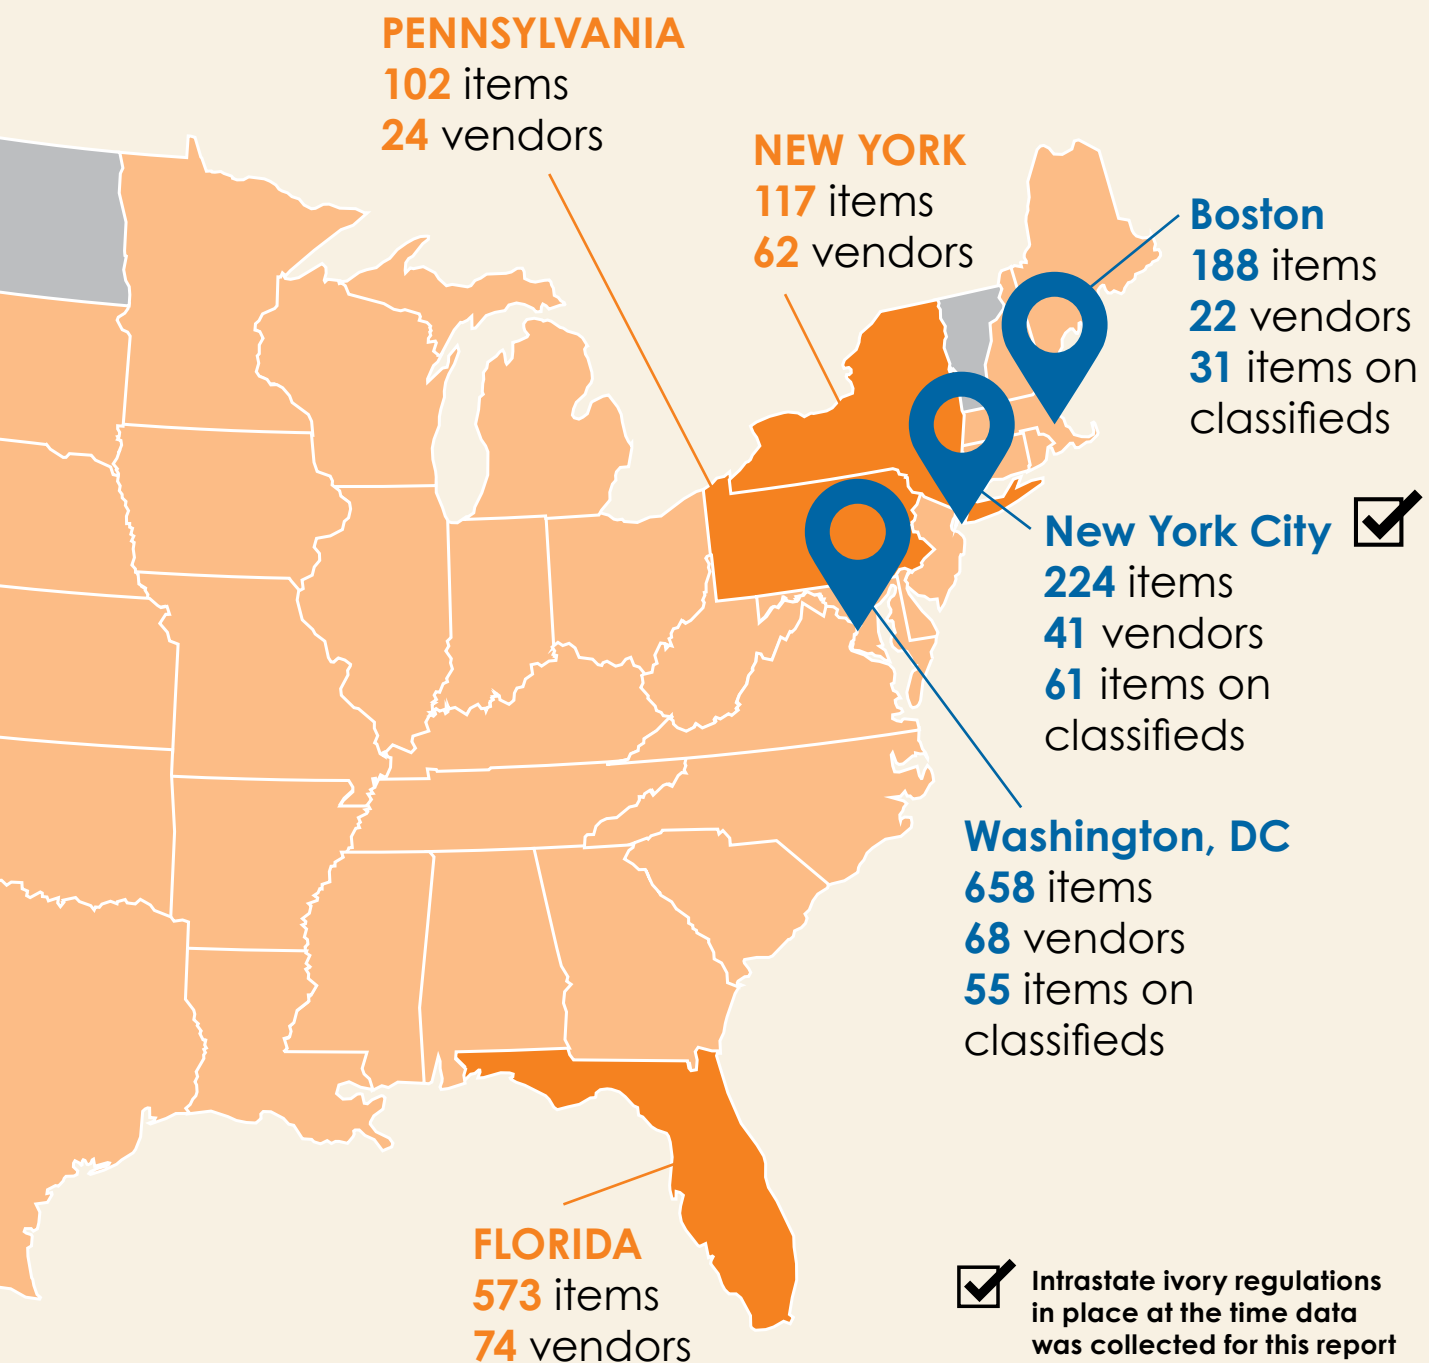 PENNSYLVANIA
102 items
24 vendors
NEW YORK
117 items
62 vendors
Boston
188 items
22 vendors
31 items on
classifieds
New York City
224 items
41 vendors
61 items on
classifieds
Washington, DC
658 items
68 vendors
55 items on
classifieds
FLORIDA
573 items
74 vendors
Intrastate ivory regulations
in place at the time data
was collected for this report